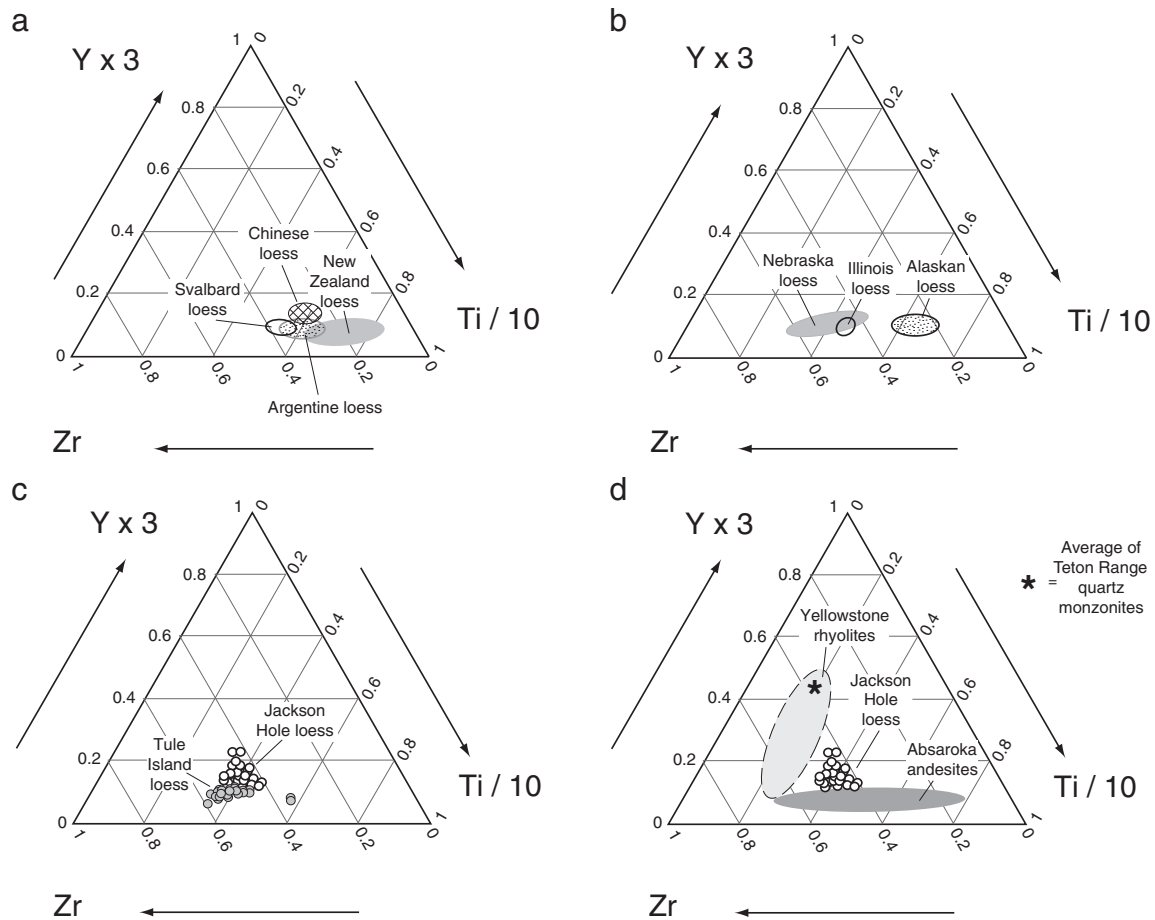 a
Y x 3
1
0
0.8
0.2
0.6
0.4
0.4
0.6
0.2
0.8
0
1
1
0.8
0.6
0.4
0.2
0
Chinese
loess
New
Zealand
loess
Svalbard
loess
Argentine loess
Ti / 10
Zr
b
Y x 3
1
0
0.8
0.2
0.6
0.4
0.4
0.6
0.2
0.8
0
1
1
0.8
0.6
0.4
0.2
0
Nebraska
loess
Illinois
loess
Alaskan
loess
Ti / 10
Zr
c
Y x 3
1
0
0.8
0.2
0.6
0.4
0.4
0.6
0.2
0.8
0
1
1
0.8
0.6
0.4
0.2
0
Jackson
Hole loess
Tule
Island
loess
Ti / 10
Zr
d
Y x 3
1
0
0.8
0.2
0.6
0.4
0.4
0.6
0.2
0.8
0
1
1
0.8
0.6
0.4
0.2
0
Yellowstone
rhyolites
Jackson
Hole
loess
Absaroka
andesites
Ti / 10
Zr
* =
Average of
Teton Range
quartz
monzonites